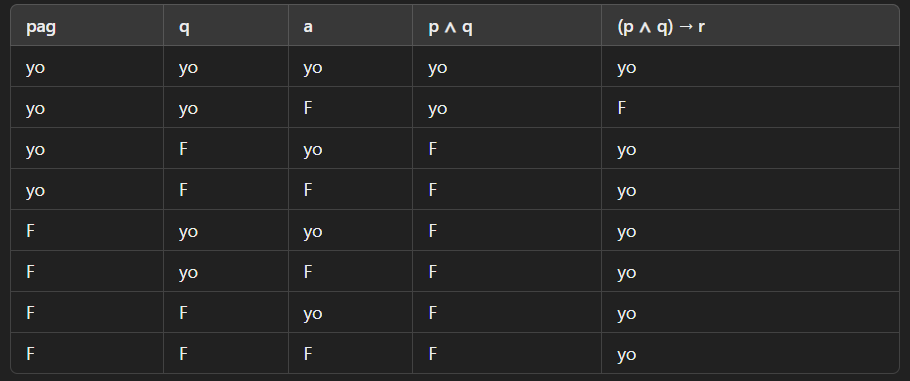 pag q a p ∧ q (p ∧ q) → r
yo yo yo yo yo
yo yo F yo F
yo F yo F yo
yo F F F yo
F yo yo F yo
F yo F F yo
F F yo F yo
F F F F yo